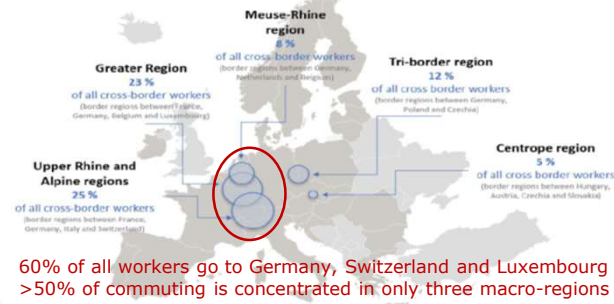 Meuse-Rhine
region
8 %
of all cross-border workers
(border regions between Germany,
Netherlands and Belgium)
Greater Region
23 %
of all cross-border workers
(border regions between France,
Germany, Belgium and Luxembourg)
Tri-border region
12 %
of all cross-border workers
(border regions between Germany,
Poland and Czechia)
Centrope region
5 %
of all cross-border workers
(border regions between Hungary,
Austria, Czechia and Slovakia)
Upper Rhine and
Alpine regions
25 %
of all cross-border workers
(border regions between France,
Germany, Italy and Switzerland)
60% of all workers go to Germany, Switzerland and Luxembourg
>50% of commuting is concentrated in only three macro-regions